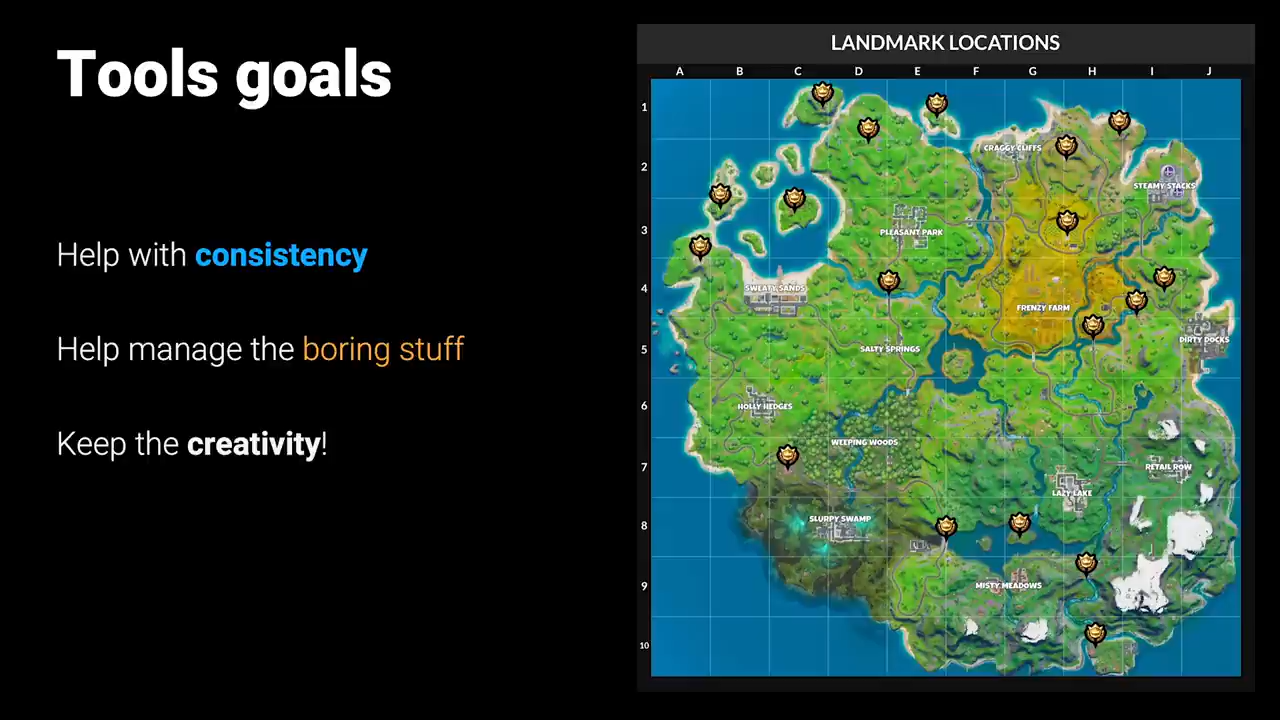 Tools goals
Help with consistency
Help manage the boring stuff
Keep the creativity!
LANDMARK LOCATIONS
A B C D E F G H I J
1
CRAGGY CLIFFS
2
STEAMY STACKS
3
PLEASANT PARK
4
SWEATY SANDS
FRENZY FARM
DIRTY DOCKS
5
SALTY SPRINGS
6
HOLLY HEDGES
WEEPING WOODS
7
RETAIL ROW
LAZY LAKE
8
SLURPY SWAMP
9
MISTY MEADOWS
10